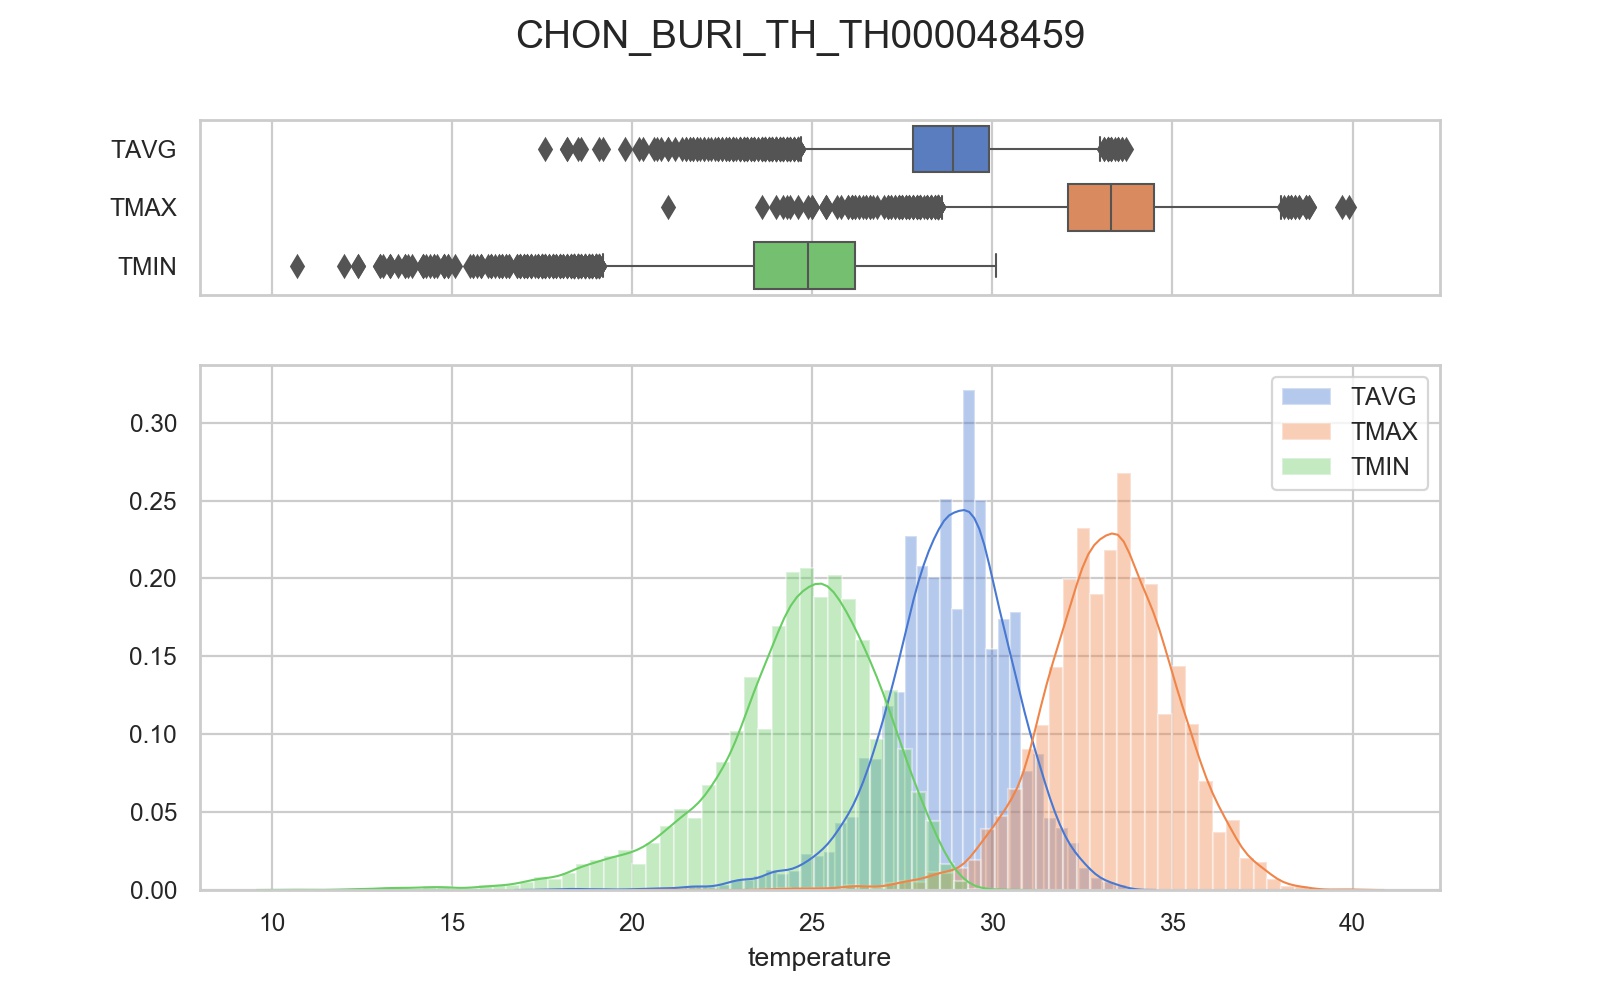 CHON_BURI_TH_TH000048459
TAVG
TMAX
TMIN
TAVG
TMAX
TMIN
0.30
0.25
0.20
0.15
0.10
0.05
0.00
10 15 20 25 30 35 40
temperature